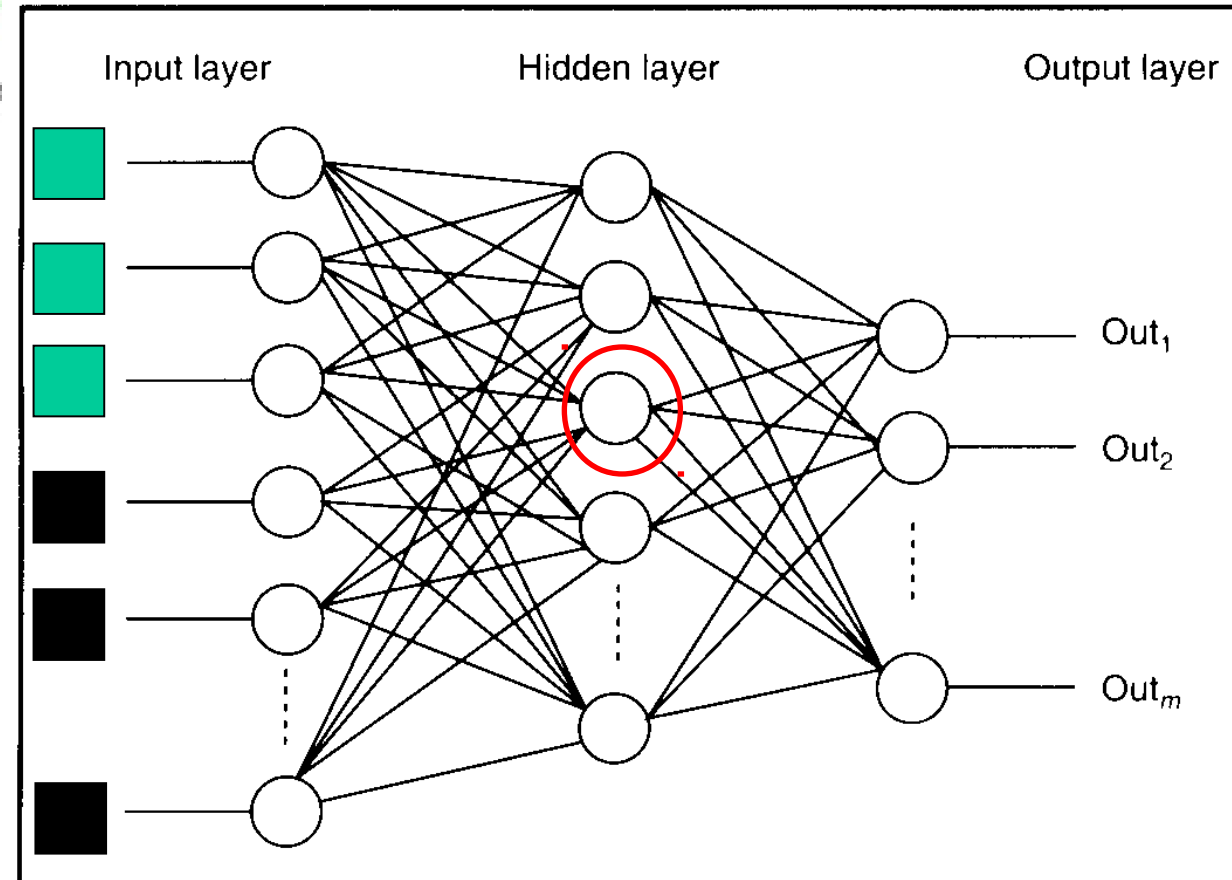 Input layer
Hidden layer
Output layer
Out₁
Out₂
Outₘ